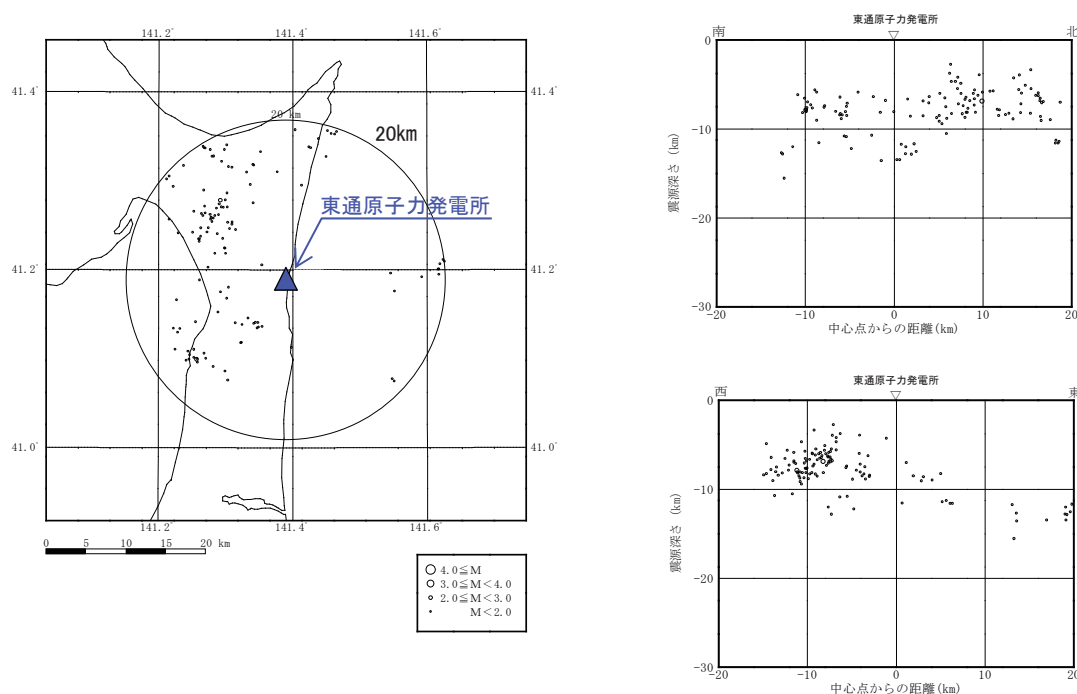 141.2° 141.4° 141.6°
41.4° 41.4°
20 km
20km
東通原子力発電所
41.2° 41.2°
41.0° 41.0°
141.2° 141.4° 141.6°
0 5 10 15 20 km
4.0≦M
3.0≦M<4.0
2.0≦M<3.0
M<2.0
東通原子力発電所
南 北
0
-10
-20
-30
震源深さ (km)
-20 -10 0 10 20
中心点からの距離(km)
東通原子力発電所
西 東
0
-10
-20
-30
震源深さ (km)
-20 -10 0 10 20
中心点からの距離(km)